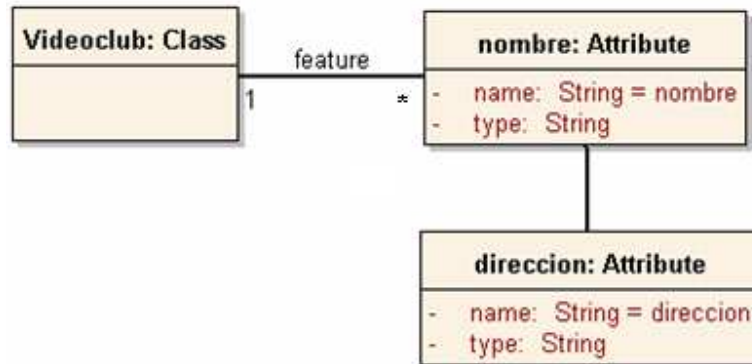 Videoclub: Class
feature
1
*
nombre: Attribute
- name: String = nombre
- type: String
direccion: Attribute
- name: String = direccion
- type: String